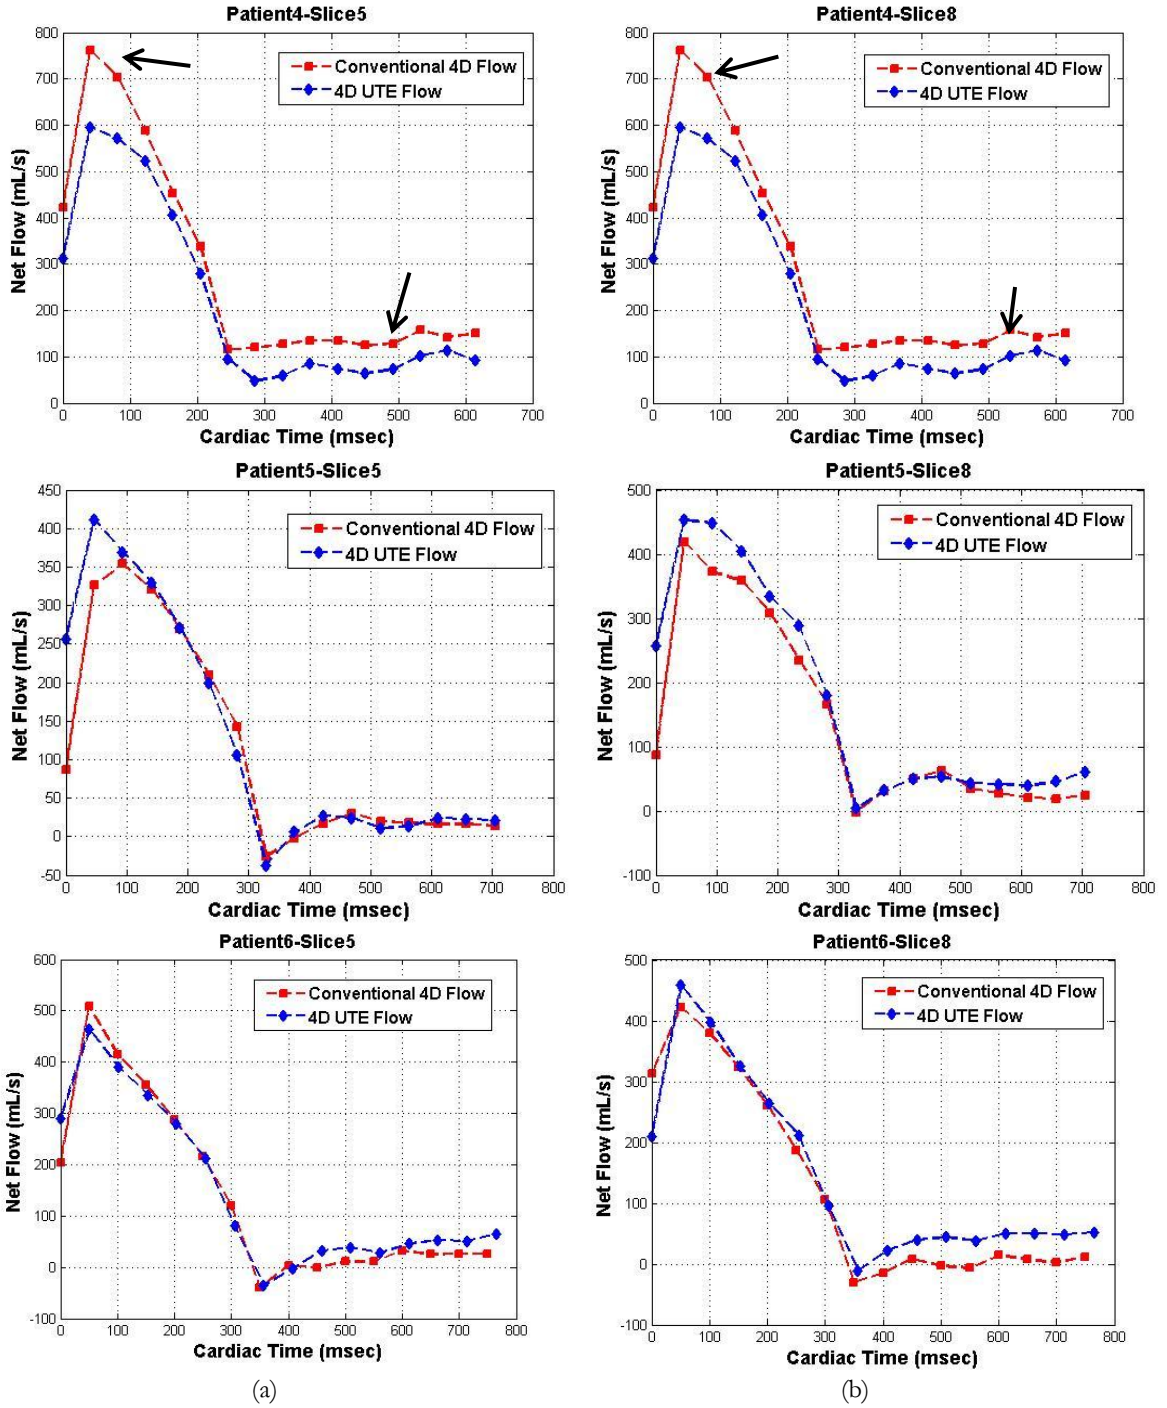 Patient4-Slice5
800
700
600
500
400
300
200
100
0
Net Flow (mL/s)
Conventional 4D Flow
4D UTE Flow
0 100 200 300 400 500 600 700
Cardiac Time (msec)
Patient4-Slice8
800
700
600
500
400
300
200
100
0
Net Flow (mL/s)
Conventional 4D Flow
4D UTE Flow
0 100 200 300 400 500 600 700
Cardiac Time (msec)
Patient5-Slice5
450
400
350
300
250
200
150
100
50
0
-50
Net Flow (mL/s)
Conventional 4D Flow
4D UTE Flow
0 100 200 300 400 500 600 700 800
Cardiac Time (msec)
Patient5-Slice8
500
400
300
200
100
0
-100
Net Flow (mL/s)
Conventional 4D Flow
4D UTE Flow
0 100 200 300 400 500 600 700 800
Cardiac Time (msec)
Patient6-Slice5
600
500
400
300
200
100
0
-100
Net Flow (mL/s)
Conventional 4D Flow
4D UTE Flow
0 100 200 300 400 500 600 700 800
Cardiac Time (msec)
Patient6-Slice8
500
400
300
200
100
0
-100
Net Flow (mL/s)
Conventional 4D Flow
4D UTE Flow
0 100 200 300 400 500 600 700 800
Cardiac Time (msec)
(a)
(b)